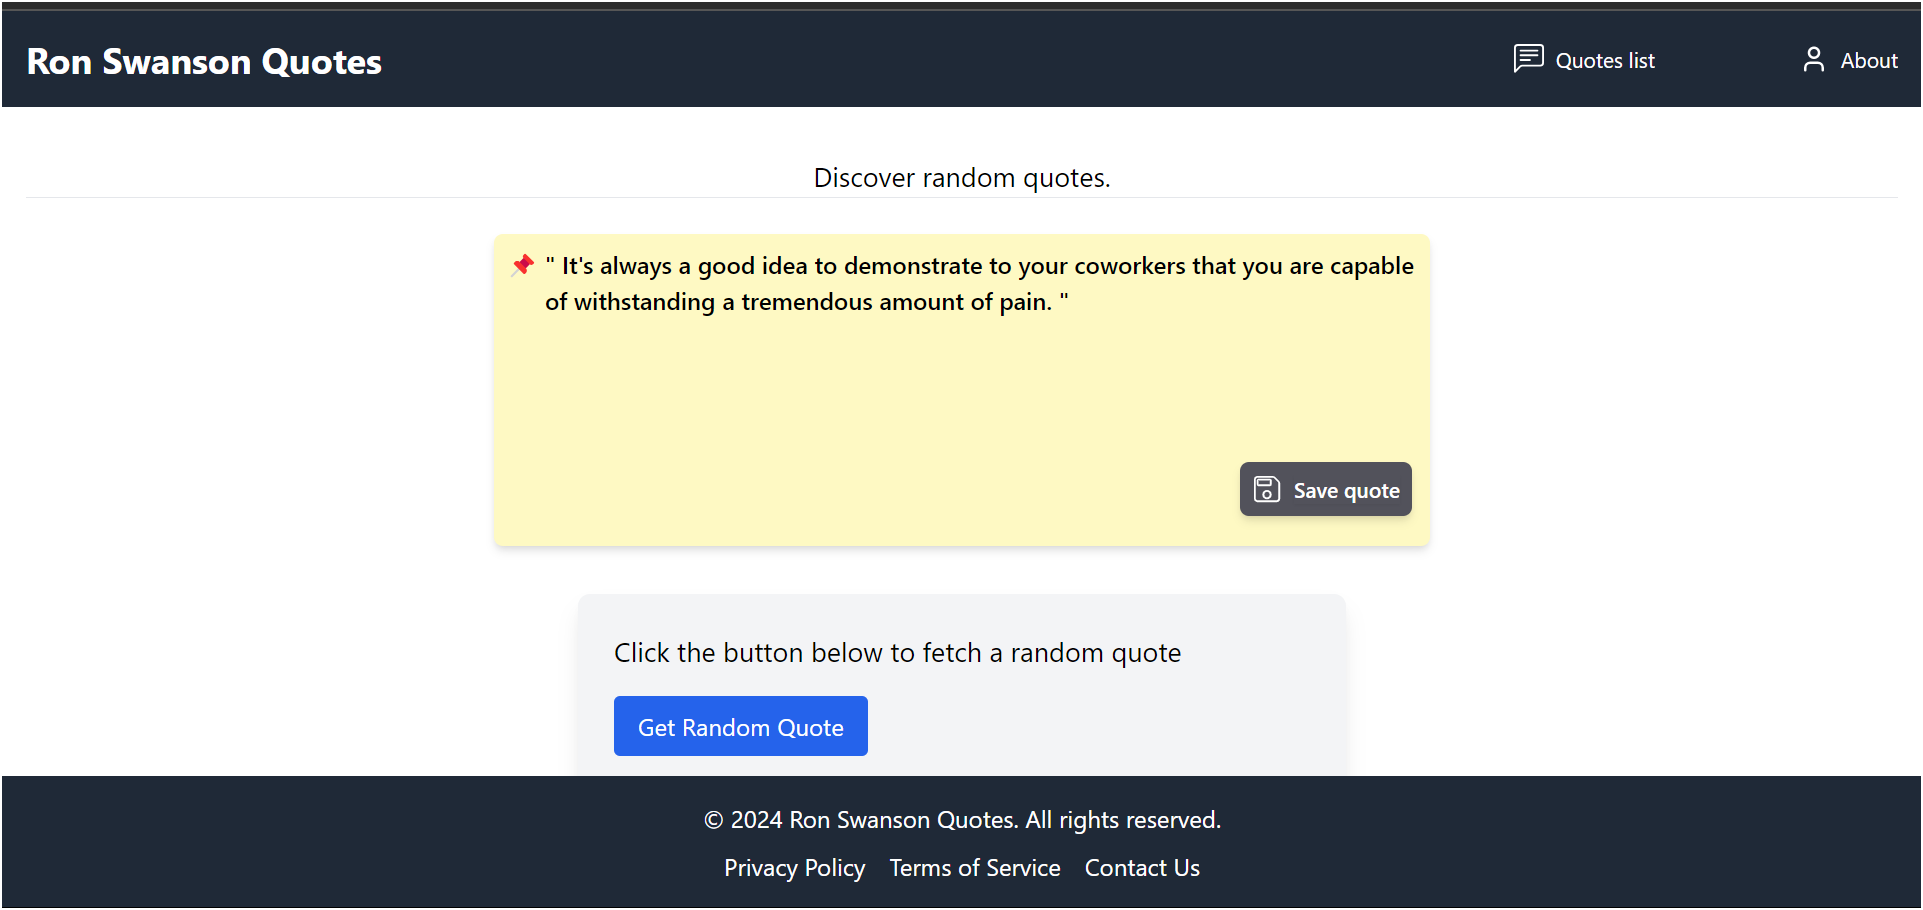 Ron Swanson Quotes
Quotes list
About
Discover random quotes.
" It's always a good idea to demonstrate to your coworkers that you are capable
of withstanding a tremendous amount of pain. "
Save quote
Click the button below to fetch a random quote
Get Random Quote
© 2024 Ron Swanson Quotes. All rights reserved.
Privacy Policy Terms of Service Contact Us